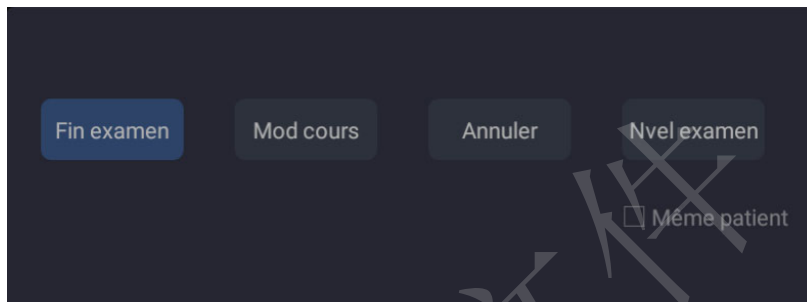 Fin examen
Mod cours
Annuler
Nvel examen
Même patient